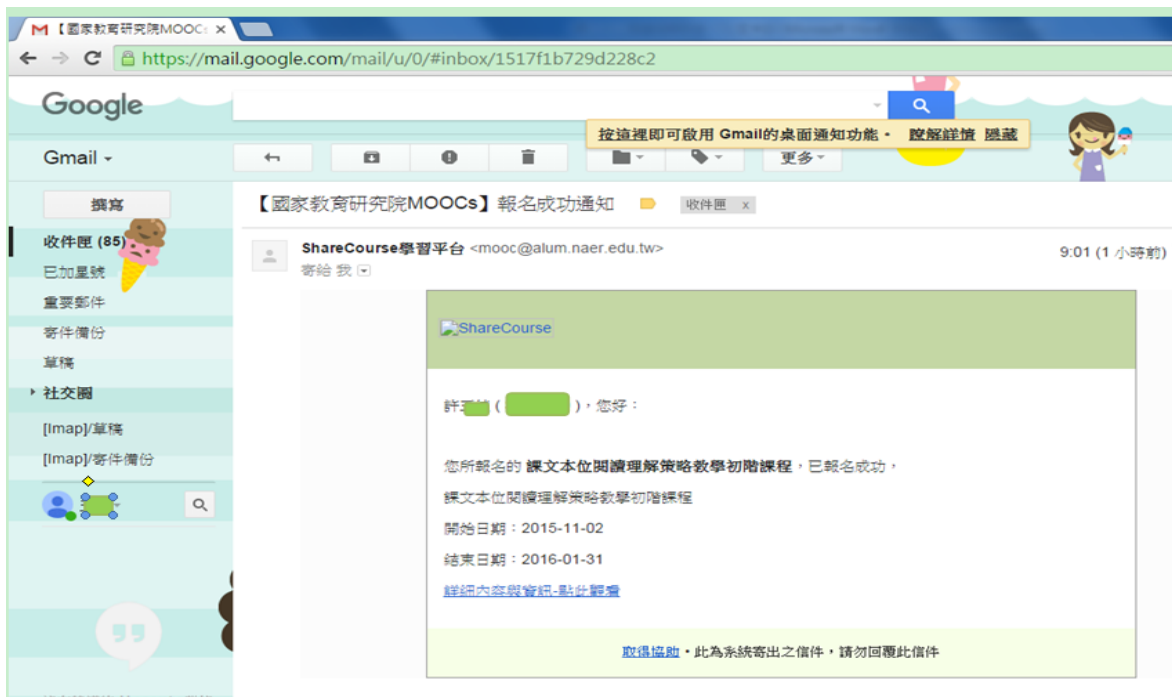 【國家教育研究院MOOCs
https://mail.google.com/mail/u/0/#inbox/1517f1b729d228c2
Google
按這裡即可啟用 Gmail的桌面通知功能。 瞭解詳情 隱藏
Gmail
更多
撰寫
【國家教育研究院MOOCs】報名成功通知
收件匣 x
收件匣 (85)
ShareCourse學習平台 <mooc@alum.naer.edu.tw>
9:01 (1 小時前)
寄給 我
已加星號
重要郵件
寄件備份
草稿
社交圈
[Imap]/草稿
[Imap]/寄件備份
ShareCourse
許 ( )，您好：
您所報名的 課文本位閱讀理解策略教學初階課程，已報名成功，
課文本位閱讀理解策略教學初階課程
開始日期：2015-11-02
結束日期：2016-01-31
詳細內容與資訊-點此觀看
取得協助・此為系統寄出之信件，請勿回覆此信件